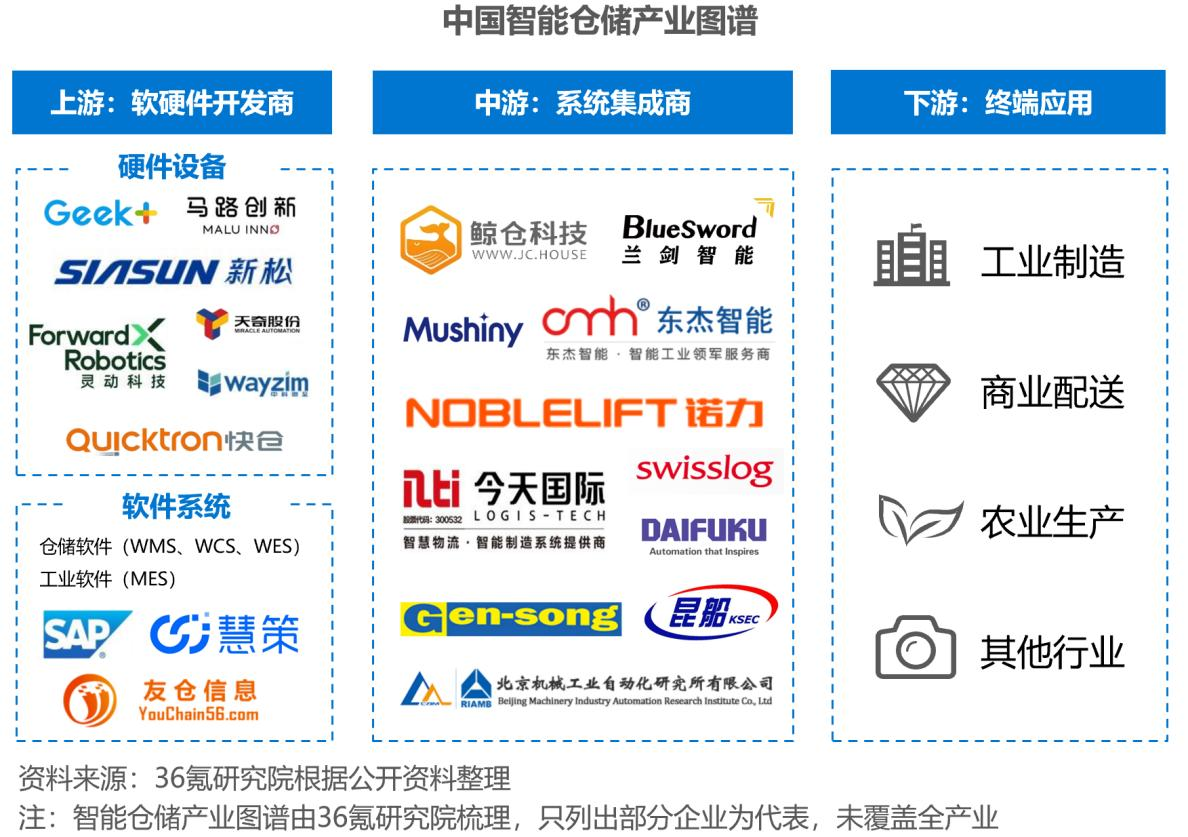 中国智能仓储产业图谱
上游：软硬件开发商
硬件设备
Geek+
马路创新
MALU INNO
SIASUN 新松
ForwardX
Robotics
灵动科技
天奇股份
MIRACLE AUTOMATION
wayzim
中科微至
Quicktron快仓
软件系统
仓储软件（WMS、WCS、WES）
工业软件（MES）
SAP
慧策
友仓信息
YouChain56.com
中游：系统集成商
鲸仓科技
WWW.JC.HOUSE
BlueSword
兰剑智能
Mushiny
omh® 东杰智能
东杰智能 · 智能工业领军服务商
NOBLELIFT 诺力
今天国际
LOGIS-TECH
股票代码：300532
智慧物流 · 智能制造系统提供商
swisslog
DAIFUKU
Automation that Inspires
Gen-song
昆船 KSEC
RIAMB
北京机械工业自动化研究所有限公司
Beijing Machinery Industry Automation Research Institute Co., Ltd
下游：终端应用
工业制造
商业配送
农业生产
其他行业
资料来源：36氪研究院根据公开资料整理
注：智能仓储产业图谱由36氪研究院梳理，只列出部分企业为代表，未覆盖全产业